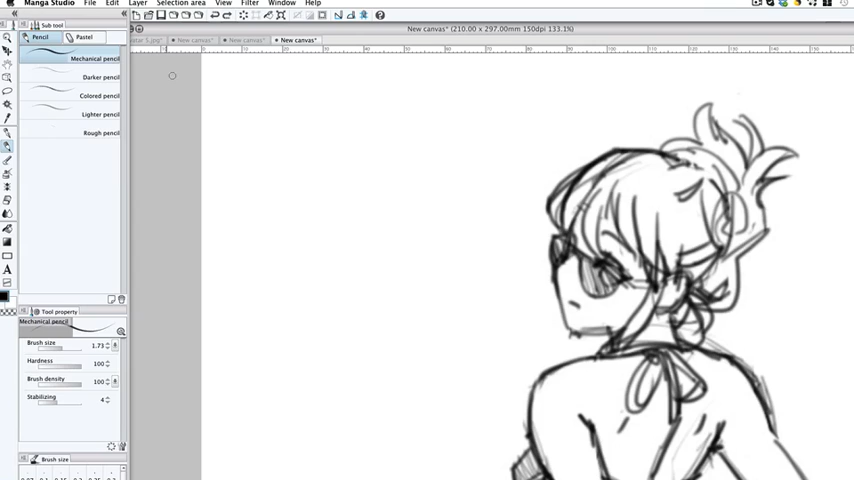 Manga Studio File Edit Layer Selection area View Filter Window Help
New canvas* (210.00 x 297.00mm 150dpi 133.1%)
New canvas* New canvas* New canvas*
Sub tool
Pencil Pastel
Mechanical pencil
Darker pencil
Colored pencil
Lighter pencil
Rough pencil
Tool property
Mechanical pencil
Brush size 1.73
Hardness 100
Brush density 100
Stabilizing 4
Brush size